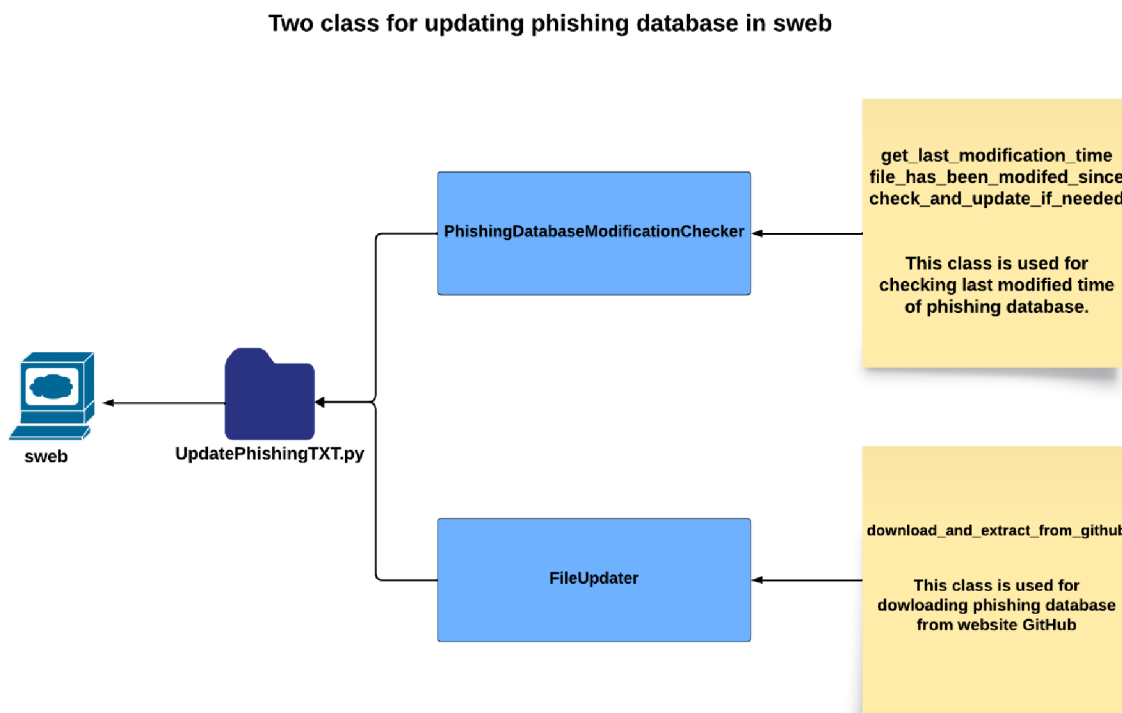 Two class for updating phishing database in sweb
get_last_modification_time
file_has_been_modifed_since
check_and_update_if_needed
PhishingDatabaseModificationChecker
This class is used for
checking last modified time
of phishing database.
sweb
UpdatePhishingTXT.py
download_and_extract_from_github
FileUpdater
This class is used for
dowloading phishing database
from website GitHub